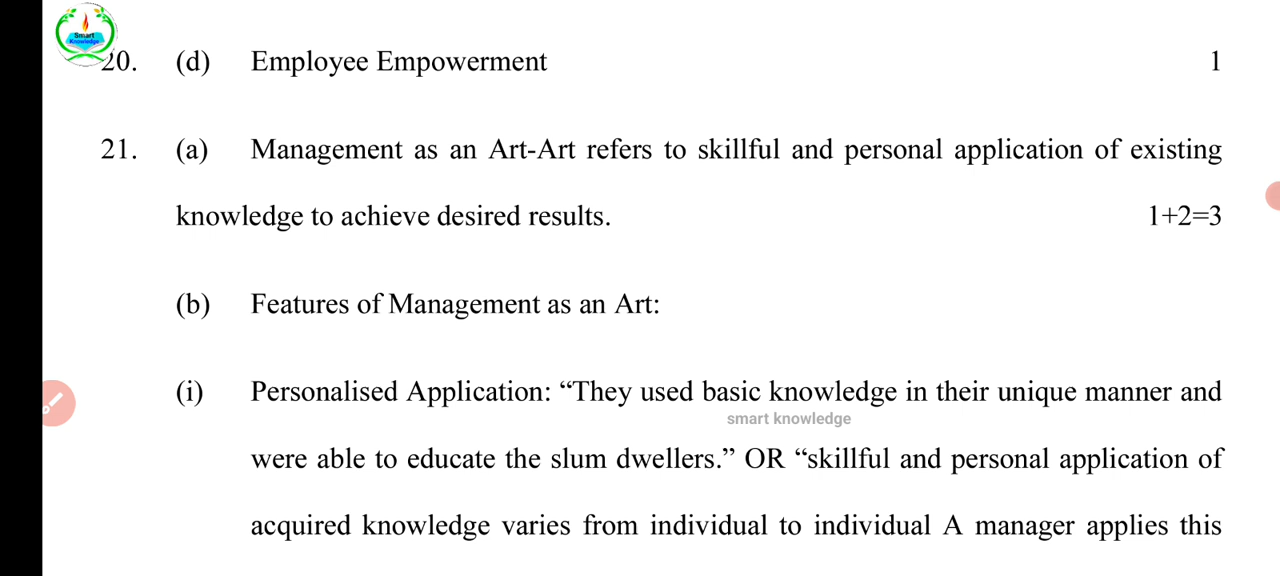 Smart
Knowledge
20. (d) Employee Empowerment 1
21. (a) Management as an Art-Art refers to skillful and personal application of existing
knowledge to achieve desired results. 1+2=3
(b) Features of Management as an Art:
(i) Personalised Application: “They used basic knowledge in their unique manner and
smart knowledge
were able to educate the slum dwellers.” OR “skillful and personal application of
acquired knowledge varies from individual to individual A manager applies this